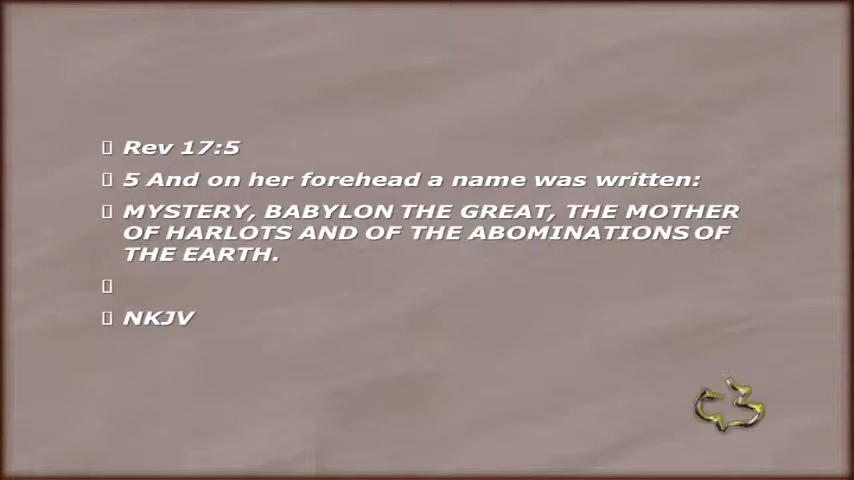 Rev 17:5
5 And on her forehead a name was written:
MYSTERY, BABYLON THE GREAT, THE MOTHER
OF HARLOTS AND OF THE ABOMINATIONS OF
THE EARTH.
NKJV